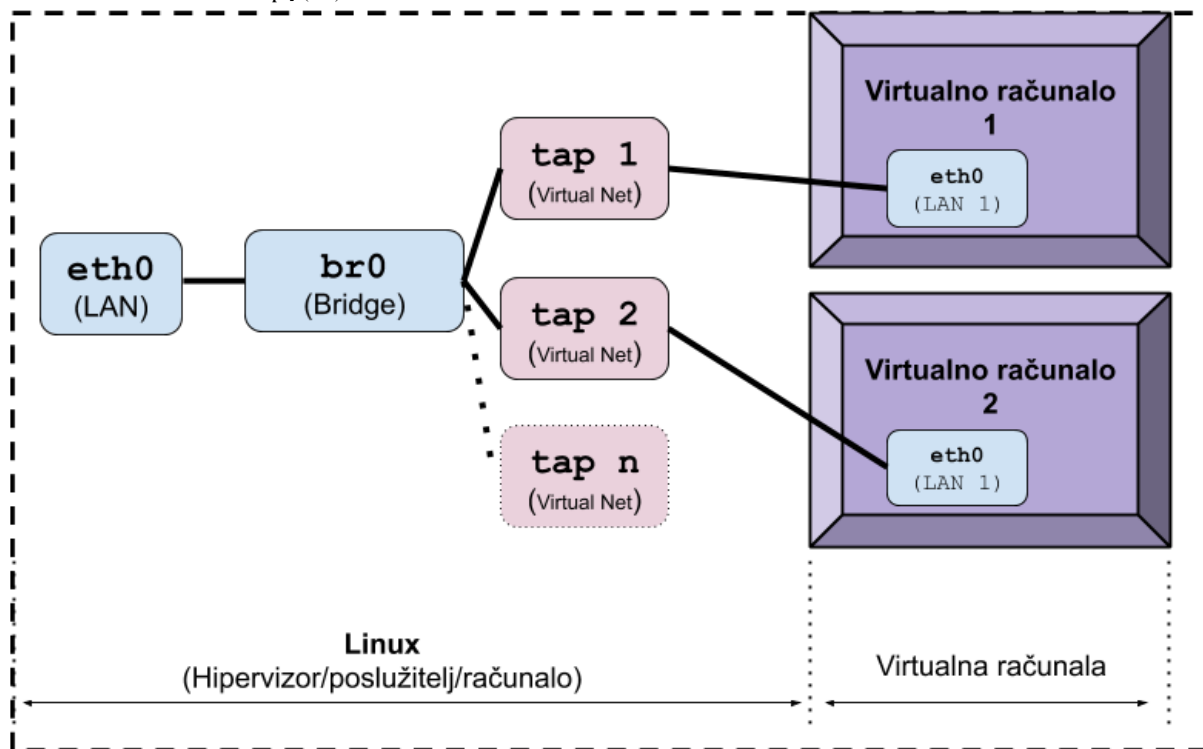 eth0
(LAN)
br0
(Bridge)
tap 1
(Virtual Net)
tap 2
(Virtual Net)
tap n
(Virtual Net)
Virtualno računalo
1
eth0
(LAN 1)
Virtualno računalo
2
eth0
(LAN 1)
Linux
(Hipervizor/poslužitelj/računalo)
Virtualna računala